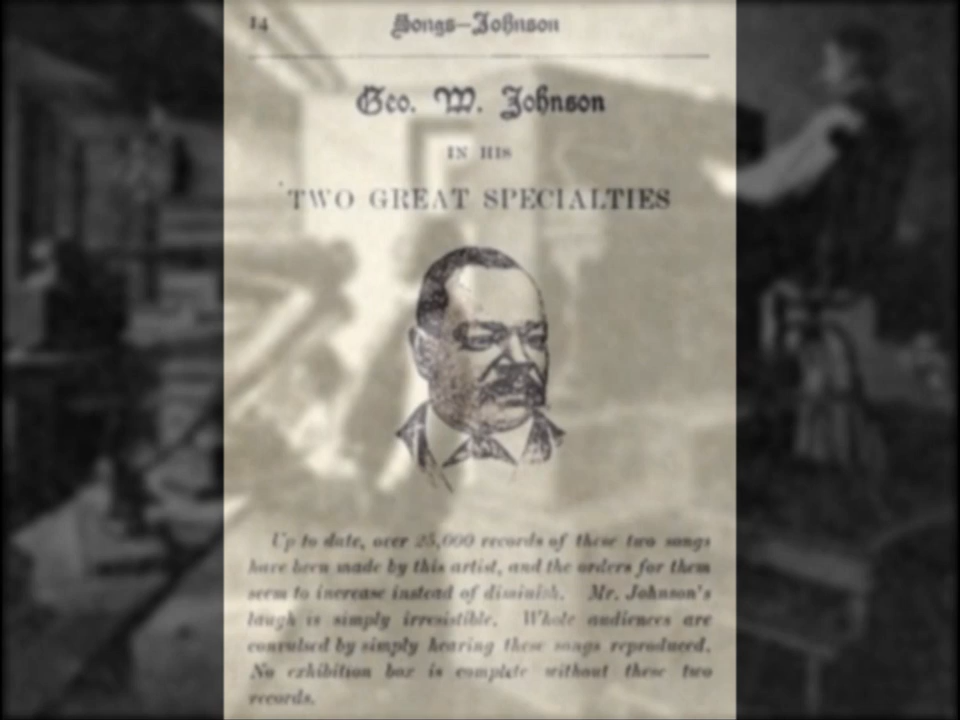 14
Songs—Johnson
Geo. W. Johnson
IN HIS
TWO GREAT SPECIALTIES
Up to date, over 25,000 records of these two songs
have been made by this artist, and the orders for them
seem to increase instead of diminish. Mr. Johnson's
laugh is simply irresistible. Whole audiences are
convulsed by simply hearing these songs reproduced.
No exhibition box is complete without these two
records.